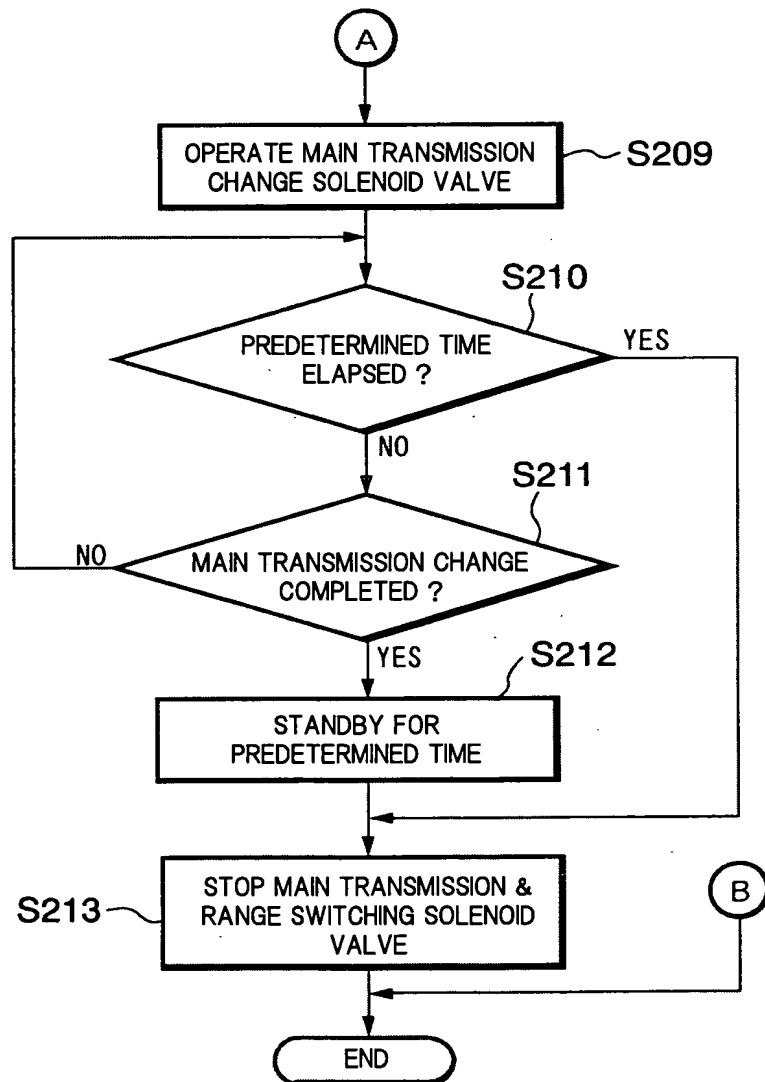 A
OPERATE MAIN TRANSMISSION
CHANGE SOLENOID VALVE
S209
S210
PREDETERMINED TIME
ELAPSED ?
YES
NO
S211
MAIN TRANSMISSION CHANGE
COMPLETED ?
NO
YES
S212
STANDBY FOR
PREDETERMINED TIME
S213
STOP MAIN TRANSMISSION &
RANGE SWITCHING SOLENOID
VALVE
B
END